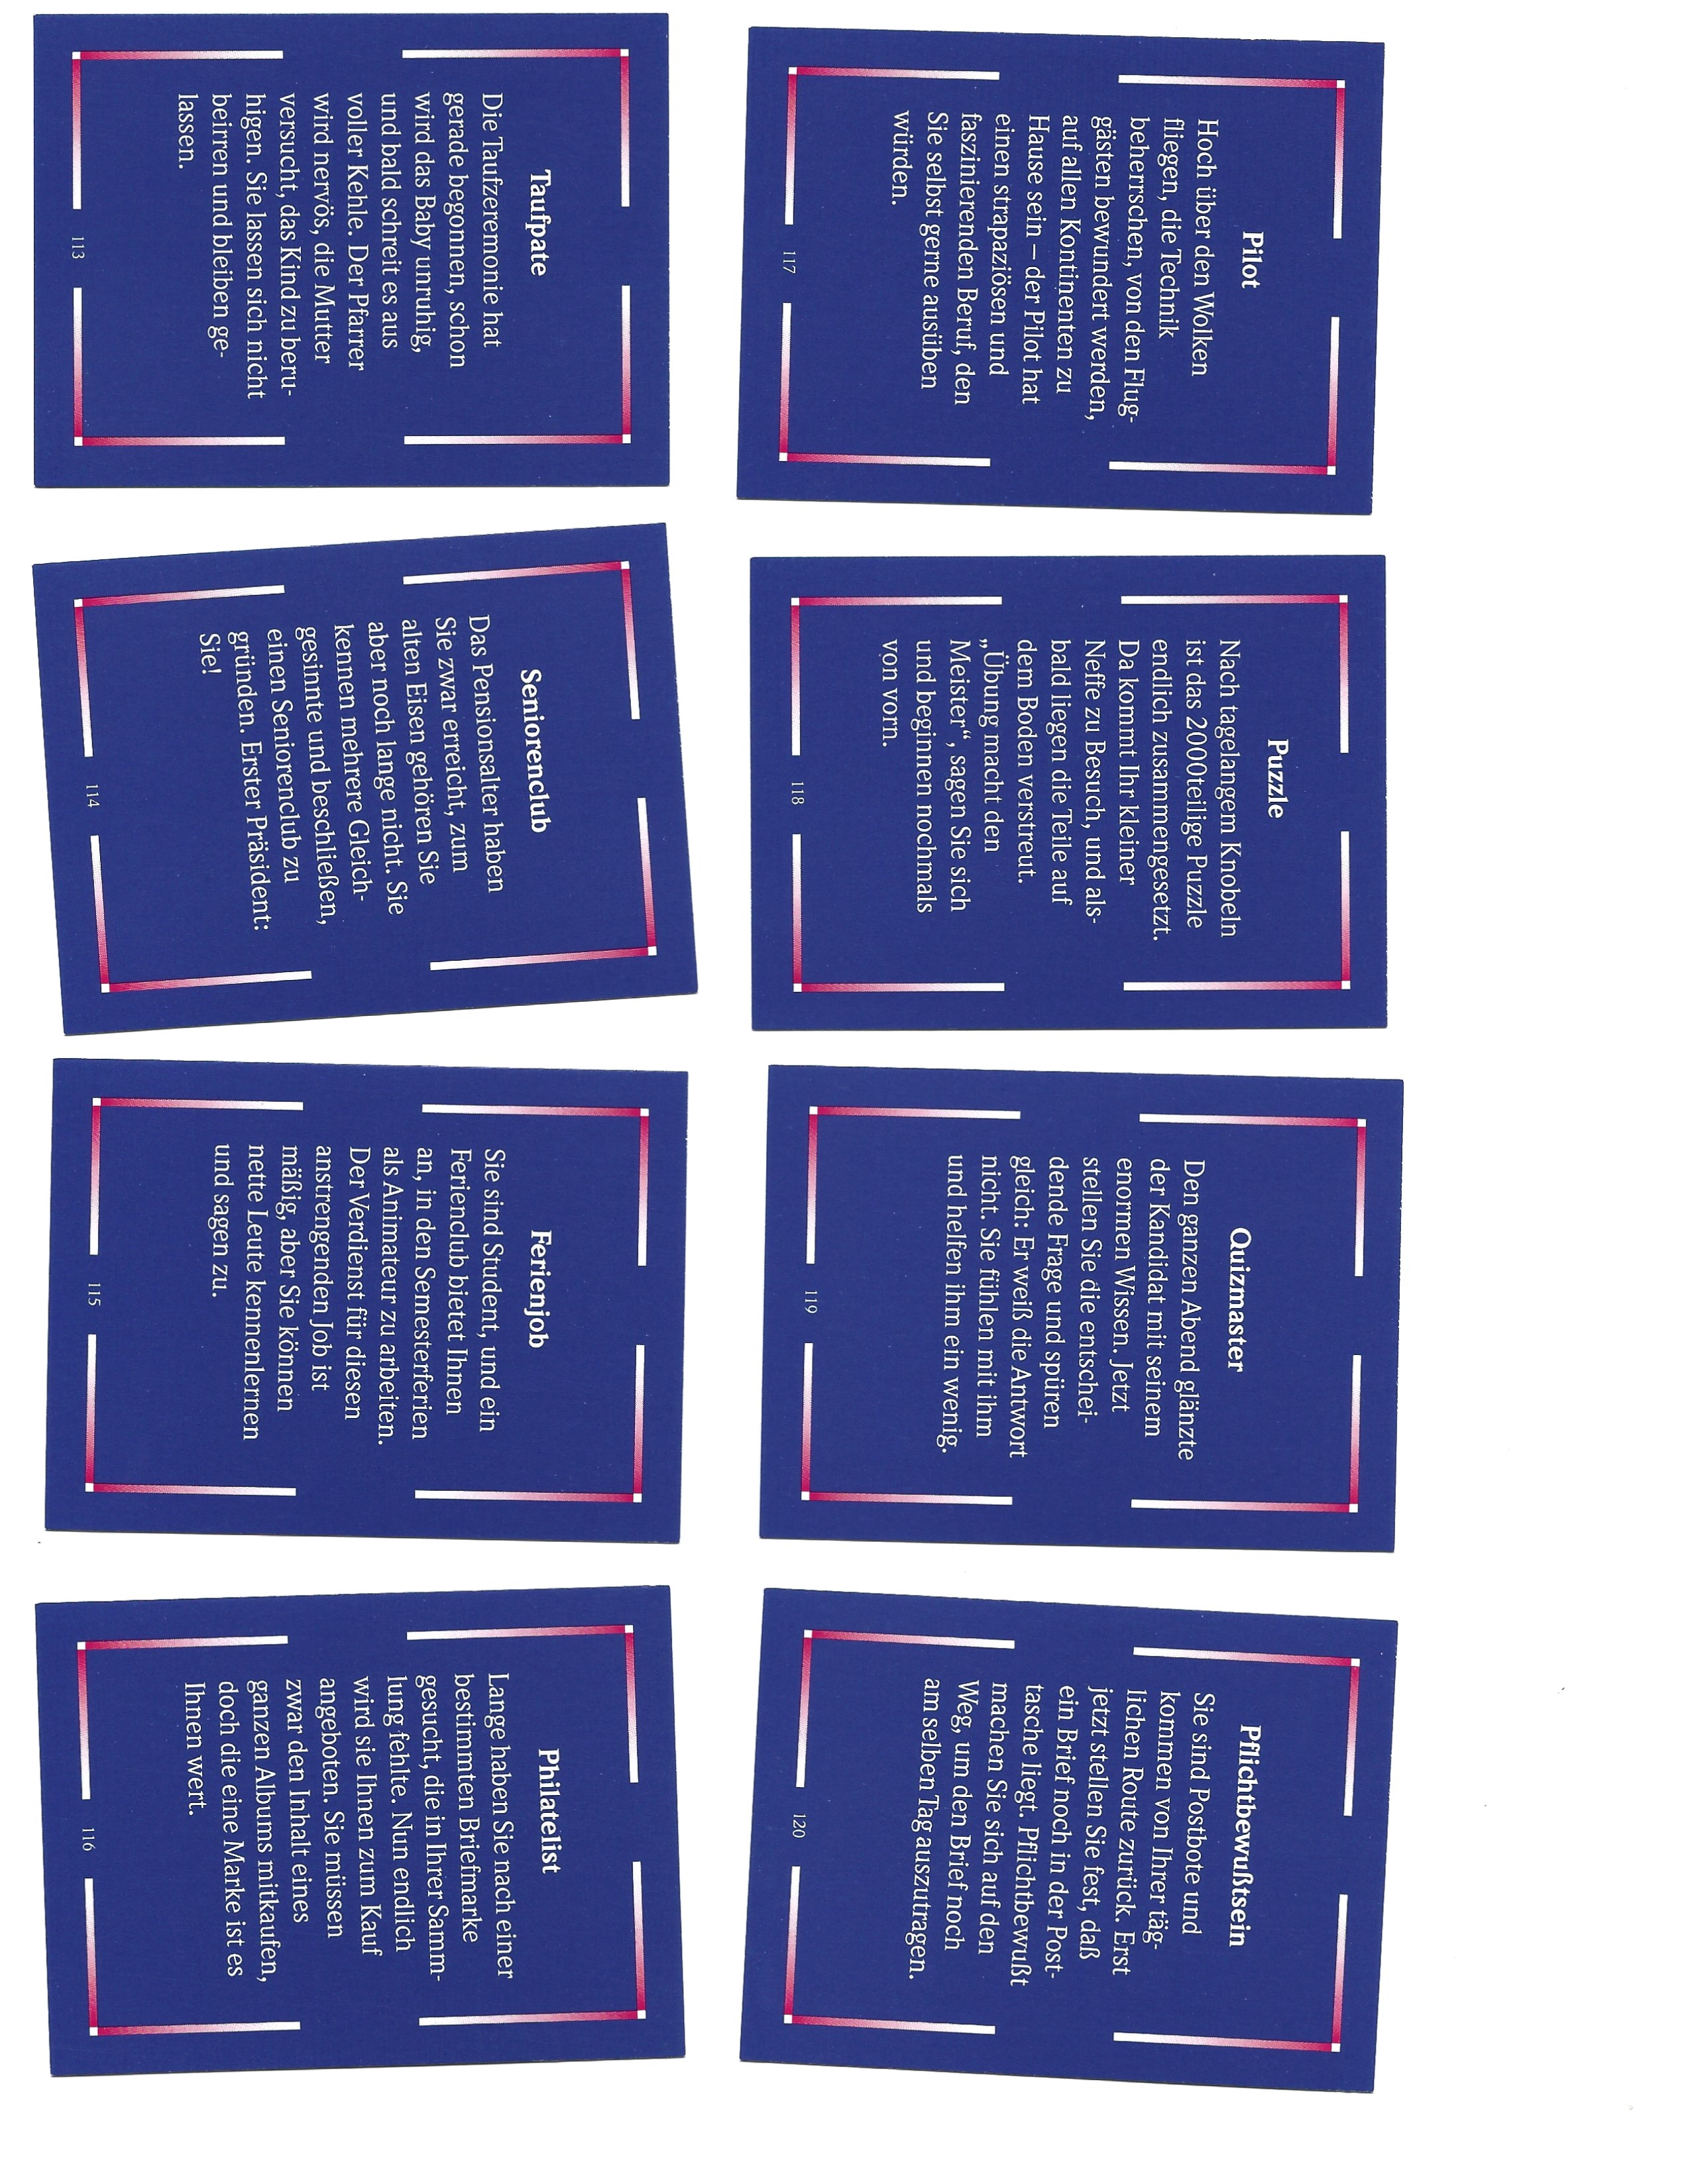 Taufpate
Die Taufzeremonie hat
gerade begonnen, schon
wird das Baby unruhig,
und bald schreit es aus
voller Kehle. Der Pfarrer
wird nervös, die Mutter
versucht, das Kind zu beru-
higen. Sie lassen sich nicht
beirren und bleiben ge-
lassen.
113
Seniorenclub
Das Pensionsalter haben
Sie zwar erreicht, zum
alten Eisen gehören Sie
aber noch lange nicht. Sie
kennen mehrere Gleich-
gesinnte und beschließen,
einen Seniorenclub zu
gründen. Erster Präsident:
Sie!
114
Ferienjob
Sie sind Student, und ein
Ferienclub bietet Ihnen
an, in den Semesterferien
als Animateur zu arbeiten.
Der Verdienst für diesen
anstrengenden Job ist
mäßig, aber Sie können
nette Leute kennenlernen
und sagen zu.
115
Philatelist
Lange haben Sie nach einer
bestimmten Briefmarke
gesucht, die in Ihrer Samm-
lung fehlte. Nun endlich
wird sie Ihnen zum Kauf
angeboten. Sie müssen
zwar den Inhalt eines
ganzen Albums mitkaufen,
doch die eine Marke ist es
Ihnen wert.
116
Pilot
Hoch über den Wolken
fliegen, die Technik
beherrschen, von den Flug-
gästen bewundert werden,
auf allen Kontinenten zu
Hause sein – der Pilot hat
einen strapaziösen und
faszinierenden Beruf, den
Sie selbst gerne ausüben
würden.
117
Puzzle
Nach tagelangem Knobeln
ist das 2000teilige Puzzle
endlich zusammengesetzt.
Da kommt Ihr kleiner
Neffe zu Besuch, und als-
bald liegen die Teile auf
dem Boden verstreut.
„Übung macht den
Meister“, sagen Sie sich
und beginnen nochmals
von vorn.
118
Quizmaster
Den ganzen Abend glänzte
der Kandidat mit seinem
enormen Wissen. Jetzt
stellen Sie die entschei-
dende Frage und spüren
gleich: Er weiß die Antwort
nicht. Sie fühlen mit ihm
und helfen ihm ein wenig.
119
Pflichtbewußtsein
Sie sind Postbote und
kommen von Ihrer täg-
lichen Route zurück. Erst
jetzt stellen Sie fest, daß
ein Brief noch in der Post-
tasche liegt. Pflichtbewußt
machen Sie sich auf den
Weg, um den Brief noch
am selben Tag auszutragen.
120